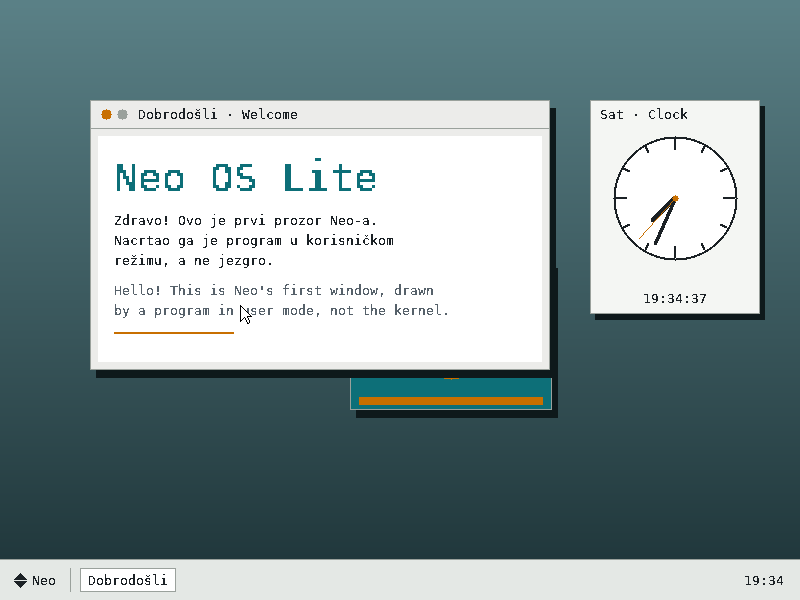 Dobrodošli · Welcome
Neo OS Lite
Zdravo! Ovo je prvi prozor Neo-a.
Nacrtao ga je program u korisničkom
režimu, a ne jezgro.
Hello! This is Neo's first window, drawn
by a program in user mode, not the kernel.
Sat · Clock
19:34:37
Neo
Dobrodošli
19:34